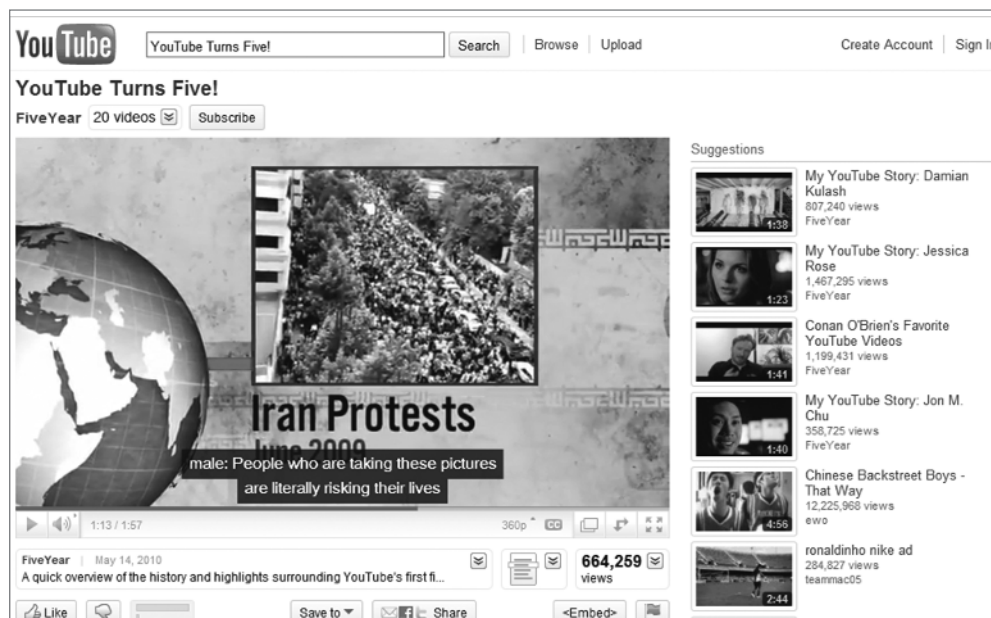 YouTube
YouTube Turns Five!
Search
Browse
Upload
Create Account
Sign I
YouTube Turns Five!
FiveYear
20 videos
Subscribe
Iran Protests
June 2009
male: People who are taking these pictures
are literally risking their lives
1:13 / 1:57
360p
CC
FiveYear
May 14, 2010
A quick overview of the history and highlights surrounding YouTube's first fi...
664,259
views
Like
Save to
Share
<Embed>
Suggestions
1:38
My YouTube Story: Damian
Kulash
807,240 views
FiveYear
1:23
My YouTube Story: Jessica
Rose
1,467,295 views
FiveYear
1:41
Conan O'Brien's Favorite
YouTube Videos
1,199,431 views
FiveYear
1:40
My YouTube Story: Jon M.
Chu
358,725 views
FiveYear
4:56
Chinese Backstreet Boys -
That Way
12,225,968 views
ewo
2:44
ronaldinho nike ad
284,827 views
teammac05